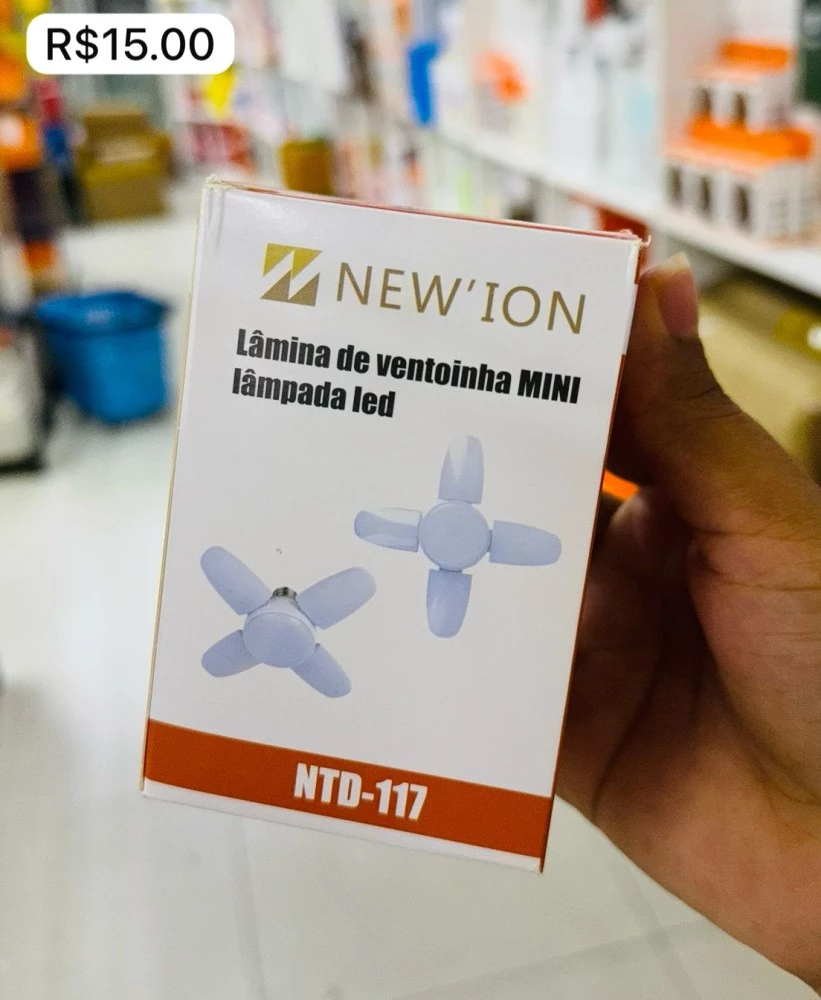 R$15.00
NEW'ION
Lâmina de ventoinha MINI
lâmpada led
NTD-117